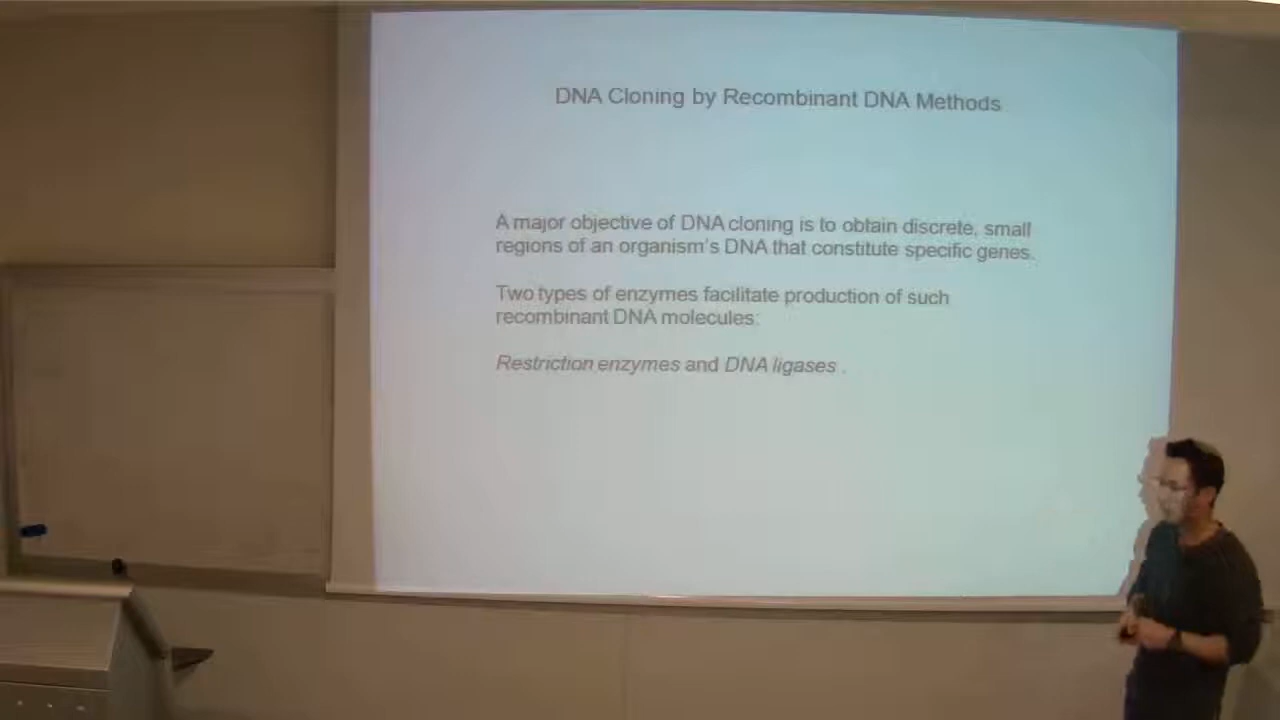 DNA Cloning by Recombinant DNA Methods
A major objective of DNA cloning is to obtain discrete, small
regions of an organism's DNA that constitute specific genes.
Two types of enzymes facilitate production of such
recombinant DNA molecules:
Restriction enzymes and DNA ligases .